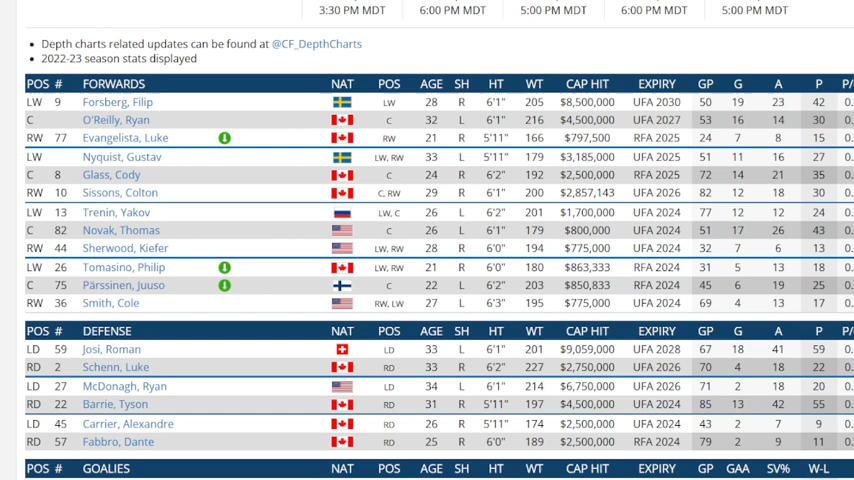 3:30 PM MDT 6:00 PM MDT 5:00 PM MDT 6:00 PM MDT 5:00 PM MDT
Depth charts related updates can be found at @CF_DepthCharts
2022-23 season stats displayed
POS # FORWARDS NAT POS AGE SH HT WT CAP HIT EXPIRY GP G A P P/
LW 9 Forsberg, Filip LW 28 R 6'1" 205 $8,500,000 UFA 2030 50 19 23 42 0.
C O'Reilly, Ryan C 32 L 6'1" 216 $4,500,000 UFA 2027 53 16 14 30 0.
RW 77 Evangelista, Luke RW 21 R 5'11" 166 $797,500 RFA 2025 24 7 8 15 0.
LW Nyquist, Gustav LW, RW 33 L 5'11" 179 $3,185,000 UFA 2025 51 11 16 27 0.
C 8 Glass, Cody C 24 R 6'2" 192 $2,500,000 RFA 2025 72 14 21 35 0.
RW 10 Sissons, Colton C, RW 29 R 6'1" 200 $2,857,143 UFA 2026 82 12 18 30 0.
LW 13 Trenin, Yakov LW, C 26 L 6'2" 201 $1,700,000 UFA 2024 77 12 12 24 0.
C 82 Novak, Thomas C 26 L 6'1" 179 $800,000 UFA 2024 51 17 26 43 0.
RW 44 Sherwood, Kiefer LW, RW 28 R 6'0" 194 $775,000 UFA 2024 32 7 6 13 0.
LW 26 Tomasino, Philip LW, RW 21 R 6'0" 180 $863,333 RFA 2024 31 5 13 18 0.
C 75 Pärssinen, Juuso C 22 L 6'2" 203 $850,833 RFA 2024 45 6 19 25 0.
RW 36 Smith, Cole RW, LW 27 L 6'3" 195 $775,000 UFA 2024 69 4 13 17 0.
POS # DEFENSE NAT POS AGE SH HT WT CAP HIT EXPIRY GP G A P P/
LD 59 Josi, Roman LD 33 L 6'1" 201 $9,059,000 UFA 2028 67 18 41 59 0.
RD 2 Schenn, Luke RD 33 R 6'2" 227 $2,750,000 UFA 2026 70 4 18 22 0.
LD 27 McDonagh, Ryan LD 34 L 6'1" 214 $6,750,000 UFA 2026 71 2 18 20 0.
RD 22 Barrie, Tyson RD 31 R 5'11" 197 $4,500,000 UFA 2024 85 13 42 55 0.
LD 45 Carrier, Alexandre RD 26 R 5'11" 174 $2,500,000 UFA 2024 43 2 7 9 0.
RD 57 Fabbro, Dante RD 25 R 6'0" 189 $2,500,000 RFA 2024 79 2 9 11 0.
POS # GOALIES NAT POS AGE SH HT WT CAP HIT EXPIRY GP GAA SV% W-L